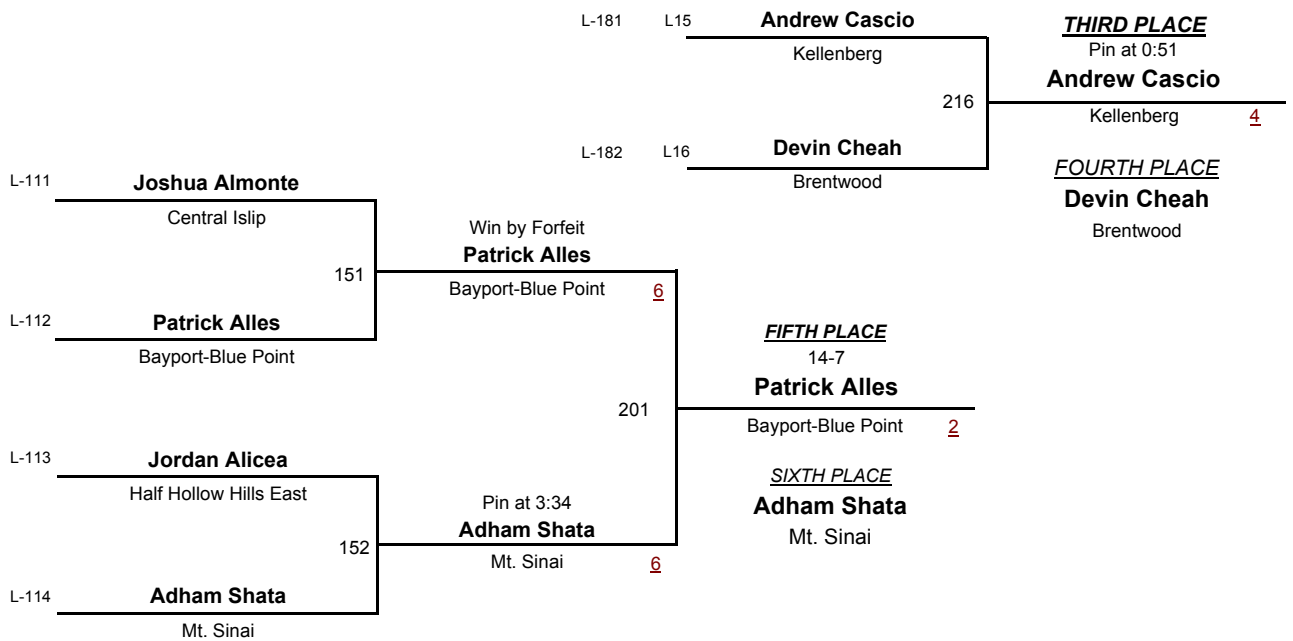 L-181 L15 Andrew Cascio
Kellenberg
THIRD PLACE
Pin at 0:51
Andrew Cascio
216
Kellenberg 4
L-182 L16 Devin Cheah
Brentwood
FOURTH PLACE
Devin Cheah
Brentwood
L-111 Joshua Almonte
Central Islip
Win by Forfeit
Patrick Alles
151
Bayport-Blue Point 6
L-112 Patrick Alles
Bayport-Blue Point
FIFTH PLACE
14-7
Patrick Alles
201
Bayport-Blue Point 2
L-113 Jordan Alicea
Half Hollow Hills East
SIXTH PLACE
Adham Shata
Mt. Sinai
Pin at 3:34
Adham Shata
152
Mt. Sinai 6
L-114 Adham Shata
Mt. Sinai